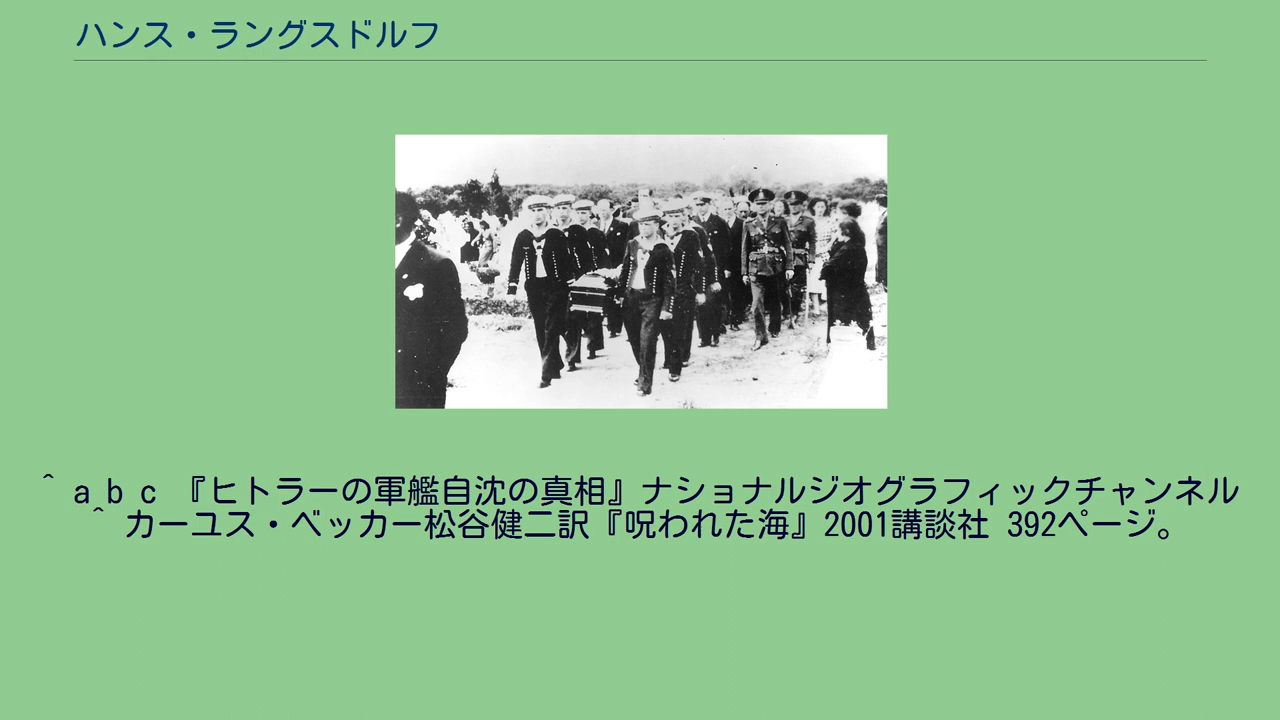 ハンス・ラングスドルフ
^ a b c 『ヒトラーの軍艦自沈の真相』ナショナルジオグラフィックチャンネル
^ カーユス・ベッカー松谷健二訳『呪われた海』2001講談社 392ページ。